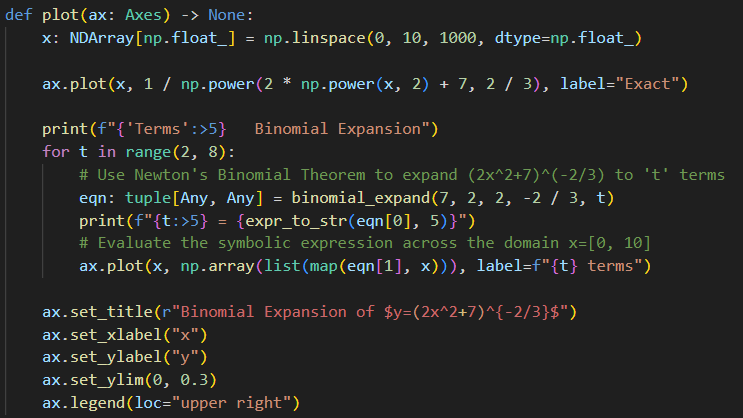 def plot(ax: Axes) -> None:
    x: NDArray[np.float_] = np.linspace(0, 10, 1000, dtype=np.float_)

    ax.plot(x, 1 / np.power(2 * np.power(x, 2) + 7, 2 / 3), label="Exact")

    print(f"{'Terms':>5}   Binomial Expansion")
    for t in range(2, 8):
        # Use Newton's Binomial Theorem to expand (2x^2+7)^(-2/3) to 't' terms
        eqn: tuple[Any, Any] = binomial_expand(7, 2, 2, -2 / 3, t)
        print(f"{t:>5} = {expr_to_str(eqn[0], 5)}")
        # Evaluate the symbolic expression across the domain x=[0, 10]
        ax.plot(x, np.array(list(map(eqn[1], x))), label=f"{t} terms")

    ax.set_title(r"Binomial Expansion of $y=(2x^2+7)^{-2/3}$")
    ax.set_xlabel("x")
    ax.set_ylabel("y")
    ax.set_ylim(0, 0.3)
    ax.legend(loc="upper right")